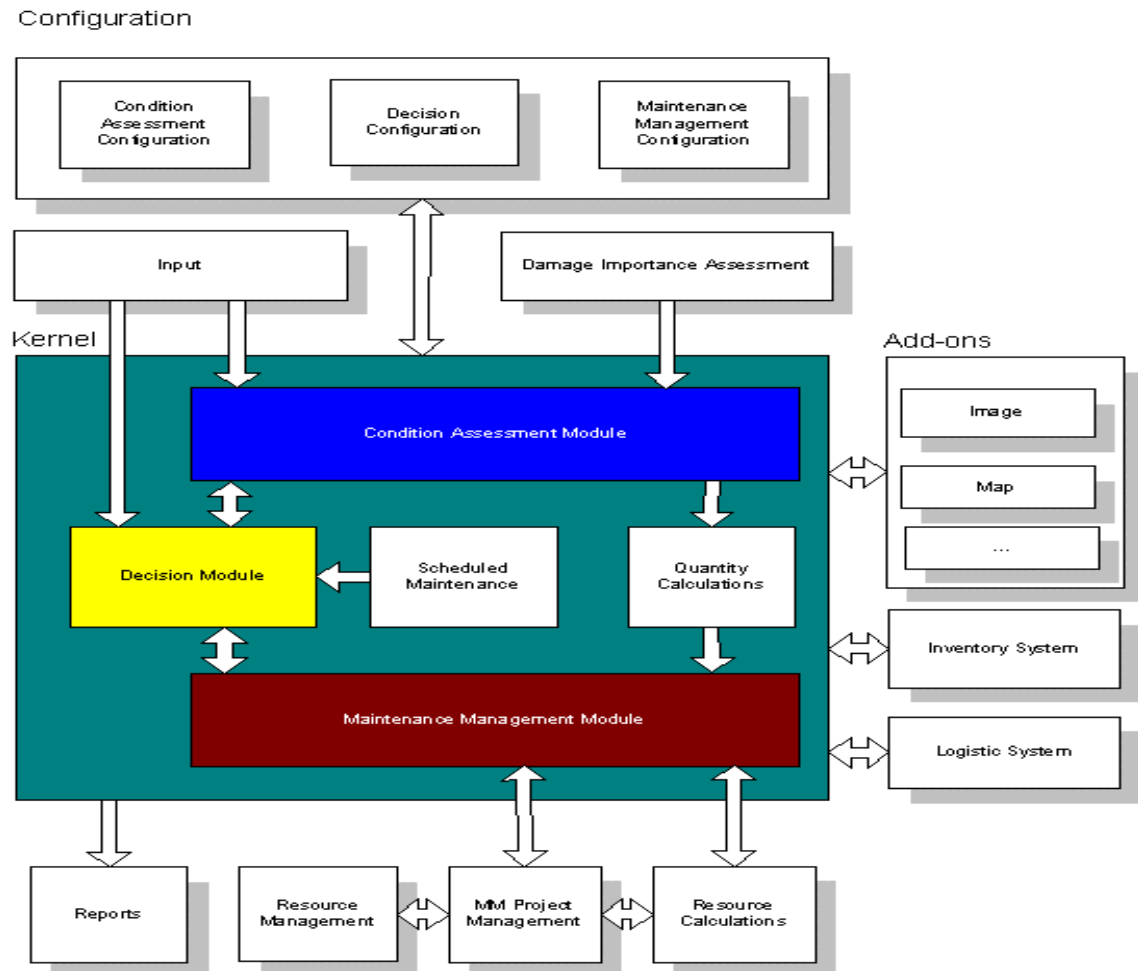 Configuration
Condition
Assessment
Configuration
Decision
Configuration
Maintenance
Management
Configuration
Input
Damage Importance Assessment
Kernel
Add-ons
Condition Assessment Module
Image
Map
...
Decision Module
Scheduled
Maintenance
Quantity
Calculations
Inventory System
Maintenance Management Module
Logistic System
Reports
Resource
Management
MM Project
Management
Resource
Calculations